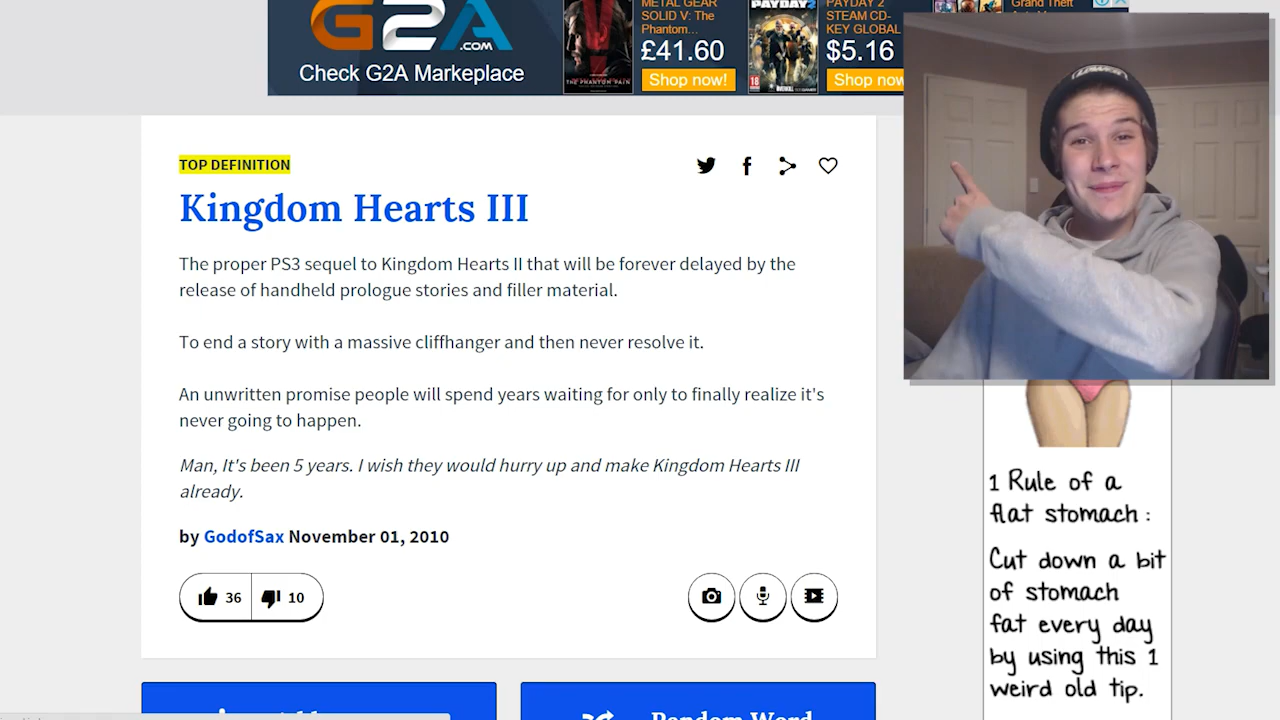 G2A.COM
Check G2A Markeplace
METAL GEAR
SOLID V: The
Phantom...
£41.60
Shop now!
THE PHANTOM PAIN
PAYDAY2
18
PAYDAY 2
STEAM CD-
KEY GLOBAL
$5.16
Shop now
Grand Theft
TOP DEFINITION
Kingdom Hearts III
The proper PS3 sequel to Kingdom Hearts II that will be forever delayed by the
release of handheld prologue stories and filler material.
To end a story with a massive cliffhanger and then never resolve it.
An unwritten promise people will spend years waiting for only to finally realize it's
never going to happen.
Man, It's been 5 years. I wish they would hurry up and make Kingdom Hearts III
already.
by GodofSax November 01, 2010
36
10
Random Word
1 Rule of a
flat stomach :
Cut down a bit
of stomach
fat every day
by using this 1
weird old tip.